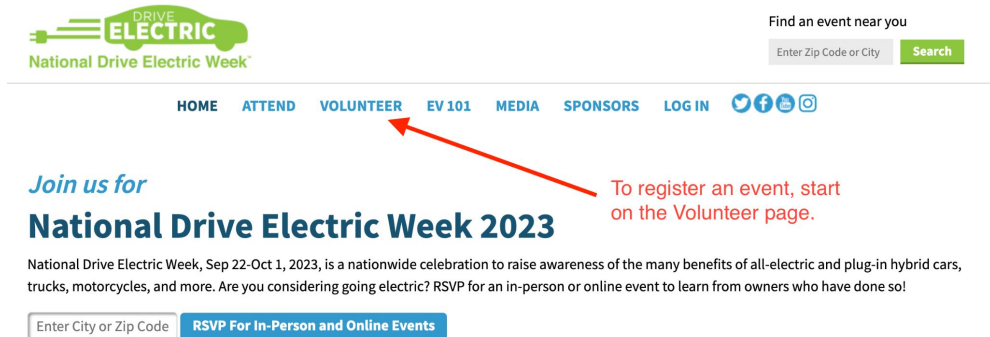 DRIVE
ELECTRIC
National Drive Electric Week™
Find an event near you
Enter Zip Code or City
Search
HOME ATTEND VOLUNTEER EV 101 MEDIA SPONSORS LOG IN
To register an event, start
on the Volunteer page.
Join us for
National Drive Electric Week 2023
National Drive Electric Week, Sep 22-Oct 1, 2023, is a nationwide celebration to raise awareness of the many benefits of all-electric and plug-in hybrid cars,
trucks, motorcycles, and more. Are you considering going electric? RSVP for an in-person or online event to learn from owners who have done so!
Enter City or Zip Code
RSVP For In-Person and Online Events